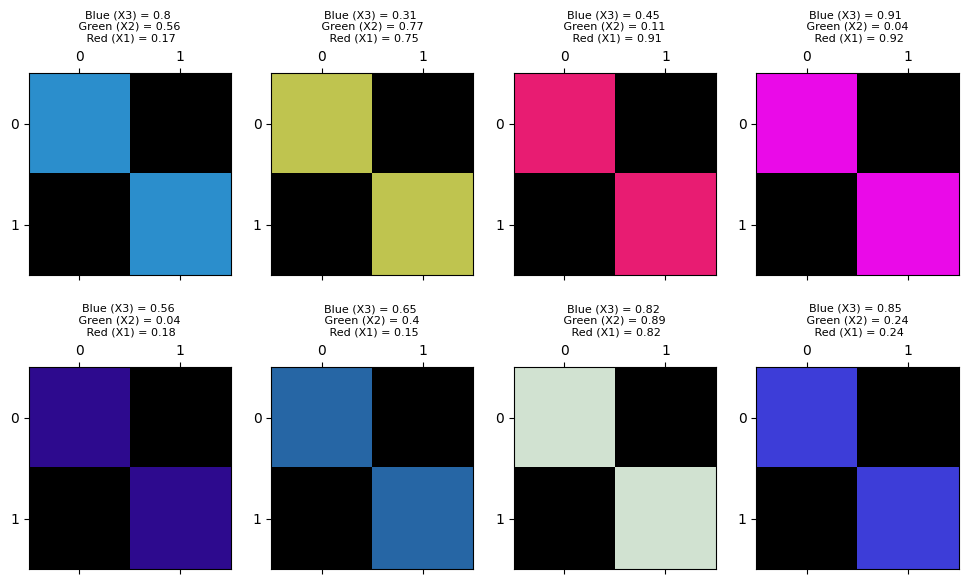 Blue (X3) = 0.8
Green (X2) = 0.56
Red (X1) = 0.17
0 1
0
1
Blue (X3) = 0.31
Green (X2) = 0.77
Red (X1) = 0.75
0 1
0
1
Blue (X3) = 0.45
Green (X2) = 0.11
Red (X1) = 0.91
0 1
0
1
Blue (X3) = 0.91
Green (X2) = 0.04
Red (X1) = 0.92
0 1
0
1
Blue (X3) = 0.56
Green (X2) = 0.04
Red (X1) = 0.18
0 1
0
1
Blue (X3) = 0.65
Green (X2) = 0.4
Red (X1) = 0.15
0 1
0
1
Blue (X3) = 0.82
Green (X2) = 0.89
Red (X1) = 0.82
0 1
0
1
Blue (X3) = 0.85
Green (X2) = 0.24
Red (X1) = 0.24
0 1
0
1